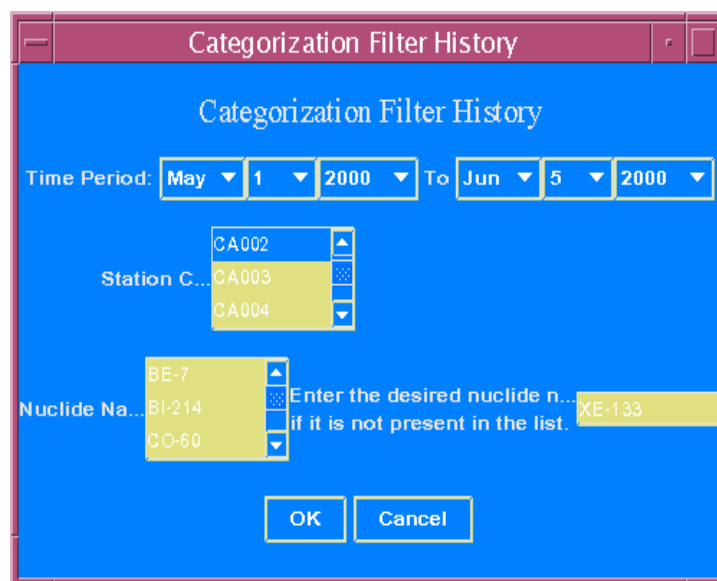 Categorization Filter History
Categorization Filter History
Time Period: May 1 2000 To Jun 5 2000
CA002
Station C... CA003
CA004
BE-7
Nuclide Na... BI-214
CO-60
Enter the desired nuclide n...
if it is not present in the list.
XE-133
OK Cancel